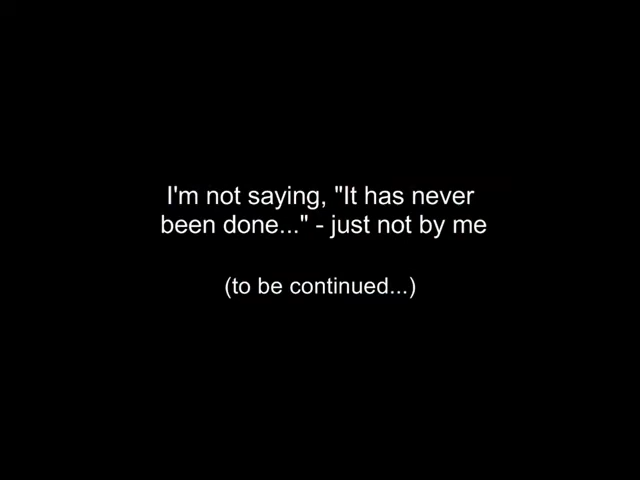 I'm not saying, "It has never
been done..." - just not by me
(to be continued...)